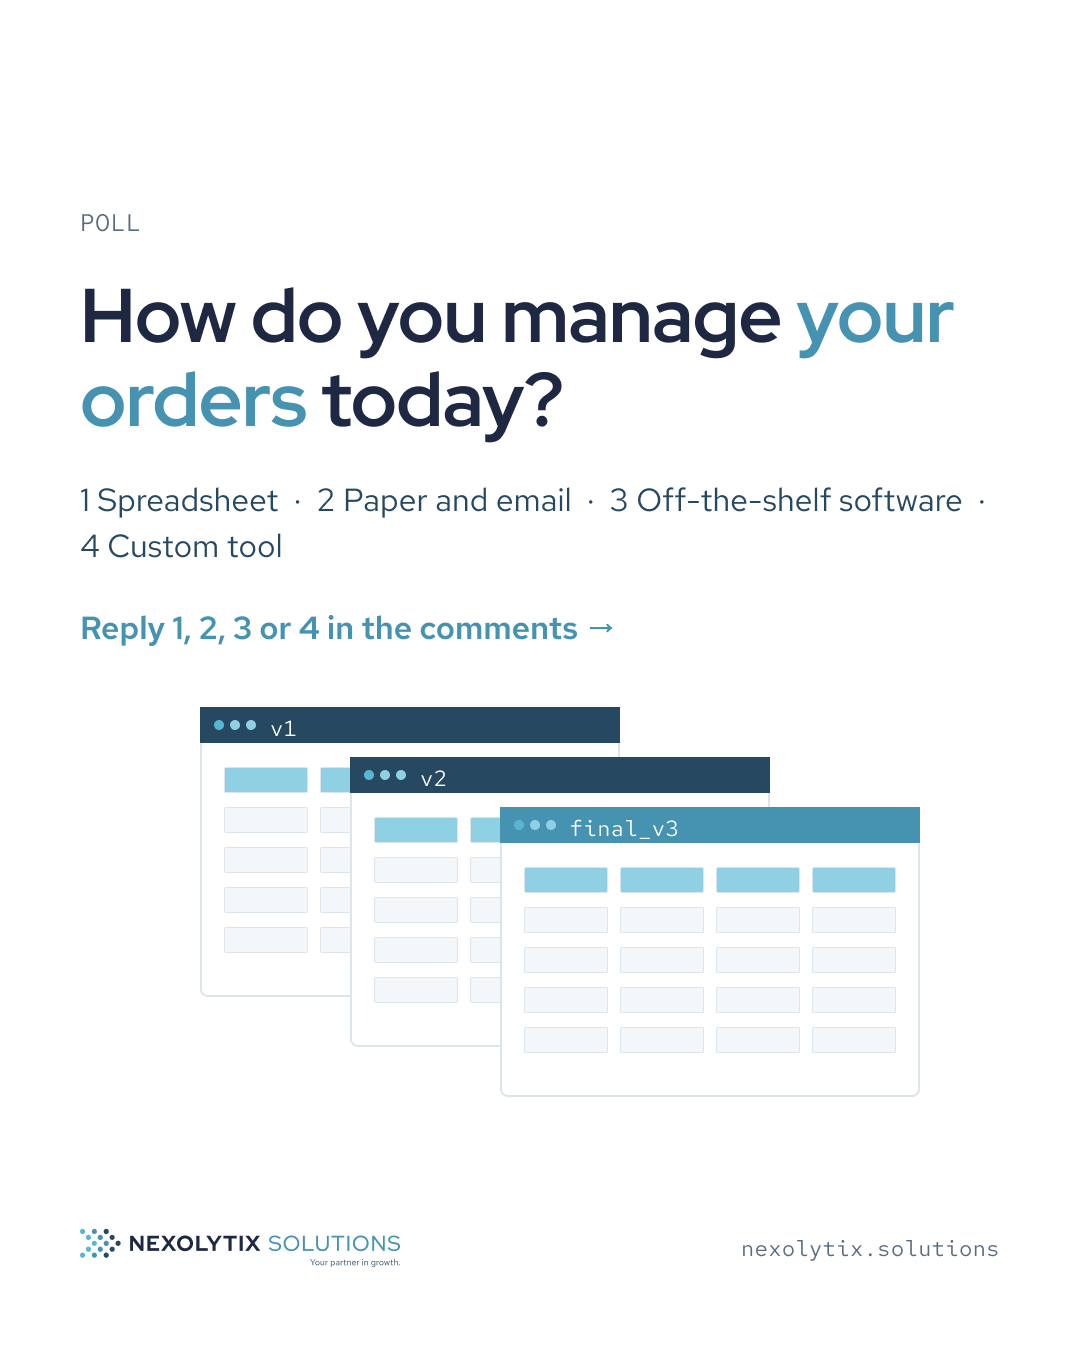 POLL
How do you manage your
orders today?
1 Spreadsheet · 2 Paper and email · 3 Off-the-shelf software ·
4 Custom tool
Reply 1, 2, 3 or 4 in the comments →
v1
v2
final_v3
NEXOLYTIX SOLUTIONS
Your partner in growth.
nexolytix.solutions